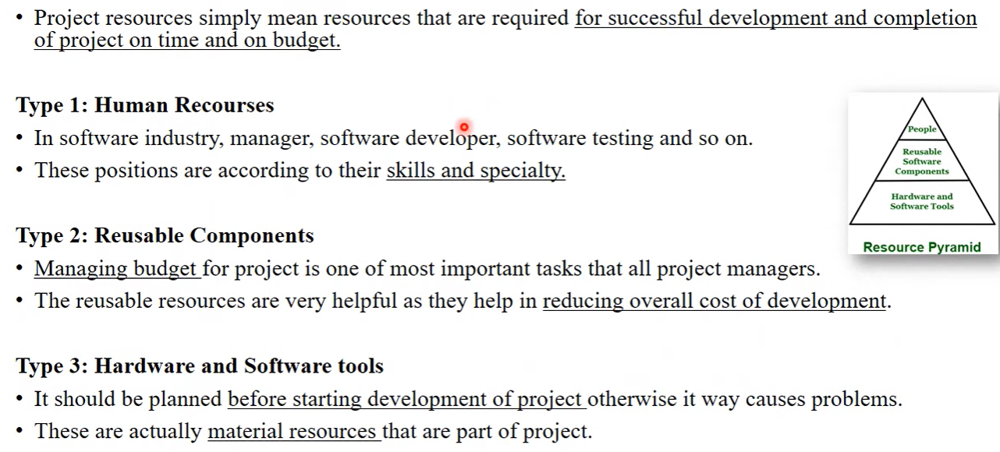 • Project resources simply mean resources that are required for successful development and completion
of project on time and on budget.
Type 1: Human Recourses
• In software industry, manager, software developer, software testing and so on.
• These positions are according to their skills and specialty.
Type 2: Reusable Components
• Managing budget for project is one of most important tasks that all project managers.
• The reusable resources are very helpful as they help in reducing overall cost of development.
Type 3: Hardware and Software tools
• It should be planned before starting development of project otherwise it way causes problems.
• These are actually material resources that are part of project.
People
Reusable
Software
Components
Hardware and
Software Tools
Resource Pyramid